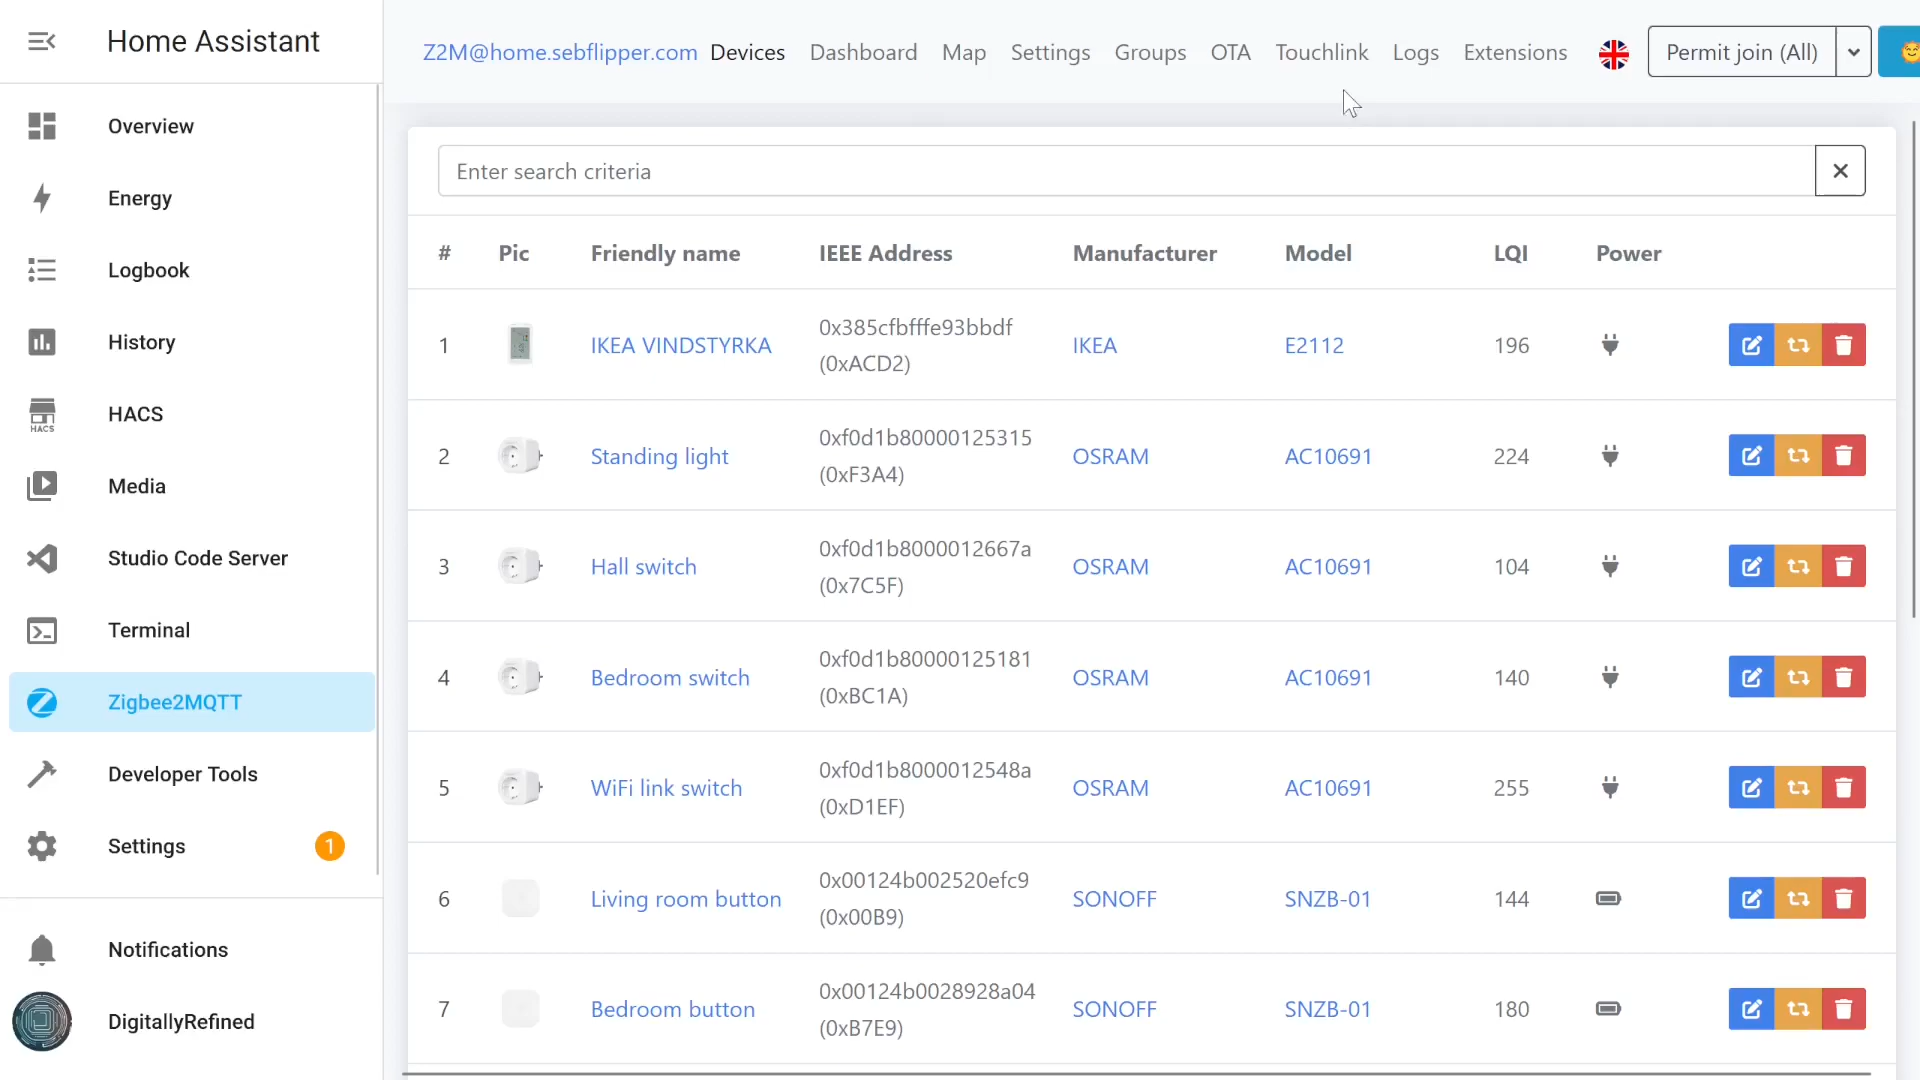 Home Assistant
Overview
Energy
Logbook
History
HACS
HACS
Media
Studio Code Server
Terminal
Zigbee2MQTT
Developer Tools
Settings 1
Notifications
DigitallyRefined
Z2M@home.sebflipper.com Devices Dashboard Map Settings Groups OTA Touchlink Logs Extensions Permit join (All)
Enter search criteria
# Pic Friendly name IEEE Address Manufacturer Model LQI Power
1 IKEA VINDSTYRKA 0x385cfbfffe93bbdf (0xACD2) IKEA E2112 196
2 Standing light 0xf0d1b80000125315 (0xF3A4) OSRAM AC10691 224
3 Hall switch 0xf0d1b8000012667a (0x7C5F) OSRAM AC10691 104
4 Bedroom switch 0xf0d1b80000125181 (0xBC1A) OSRAM AC10691 140
5 WiFi link switch 0xf0d1b8000012548a (0xD1EF) OSRAM AC10691 255
6 Living room button 0x00124b002520efc9 (0x00B9) SONOFF SNZB-01 144
7 Bedroom button 0x00124b0028928a04 (0xB7E9) SONOFF SNZB-01 180